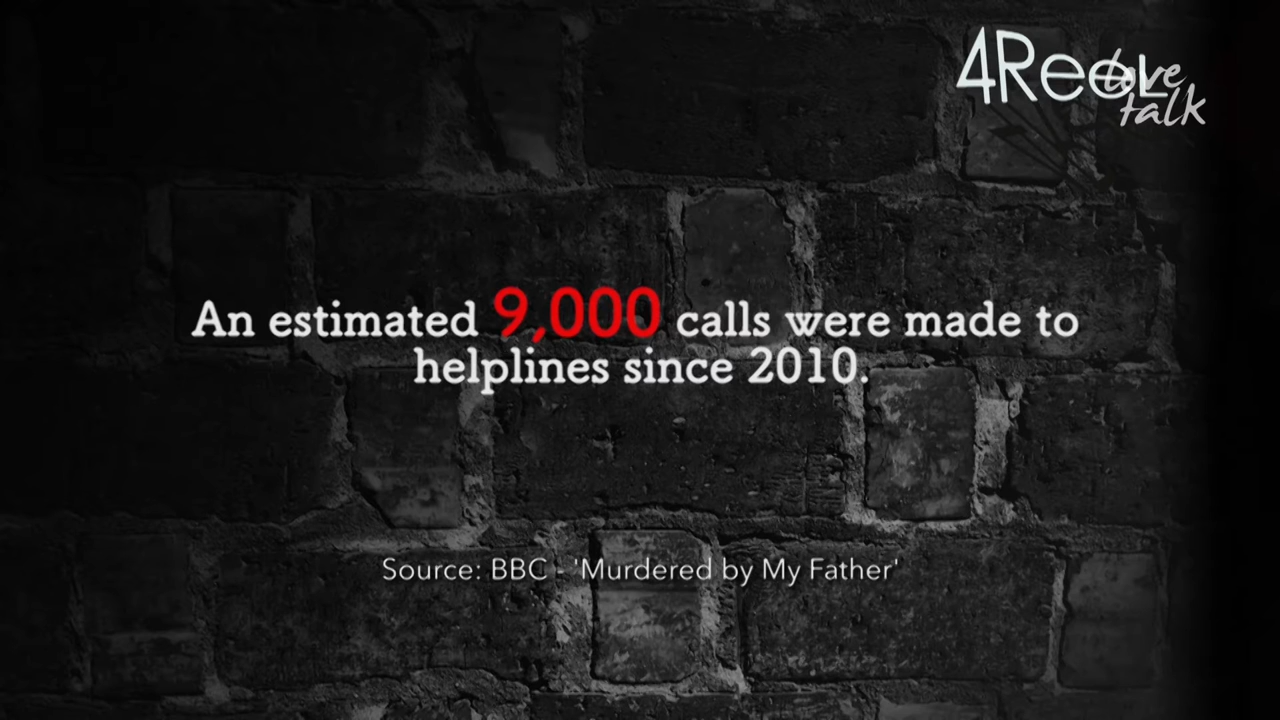 4Reel
love
talk
An estimated 9,000 calls were made to
helplines since 2010.
Source: BBC - 'Murdered by My Father'